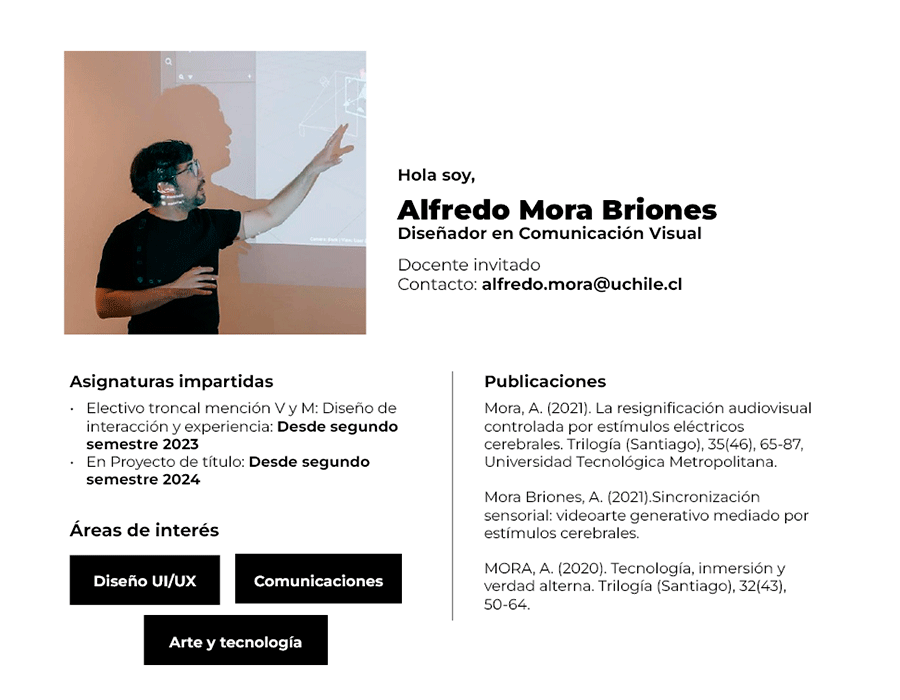 Hola soy,
Alfredo Mora Briones
Diseñador en Comunicación Visual
Docente invitado
Contacto: alfredo.mora@uchile.cl
Asignaturas impartidas
• Electivo troncal mención V y M: Diseño de
interacción y experiencia: Desde segundo
semestre 2023
• En Proyecto de título: Desde segundo
semestre 2024
Áreas de interés
Diseño UI/UX
Comunicaciones
Arte y tecnología
Publicaciones
Mora, A. (2021). La resignificación audiovisual
controlada por estímulos eléctricos
cerebrales. Trilogía (Santiago), 35(46), 65-87,
Universidad Tecnológica Metropolitana.
Mora Briones, A. (2021).Sincronización
sensorial: videoarte generativo mediado por
estímulos cerebrales.
MORA, A. (2020). Tecnología, inmersión y
verdad alterna. Trilogía (Santiago), 32(43),
50-64.